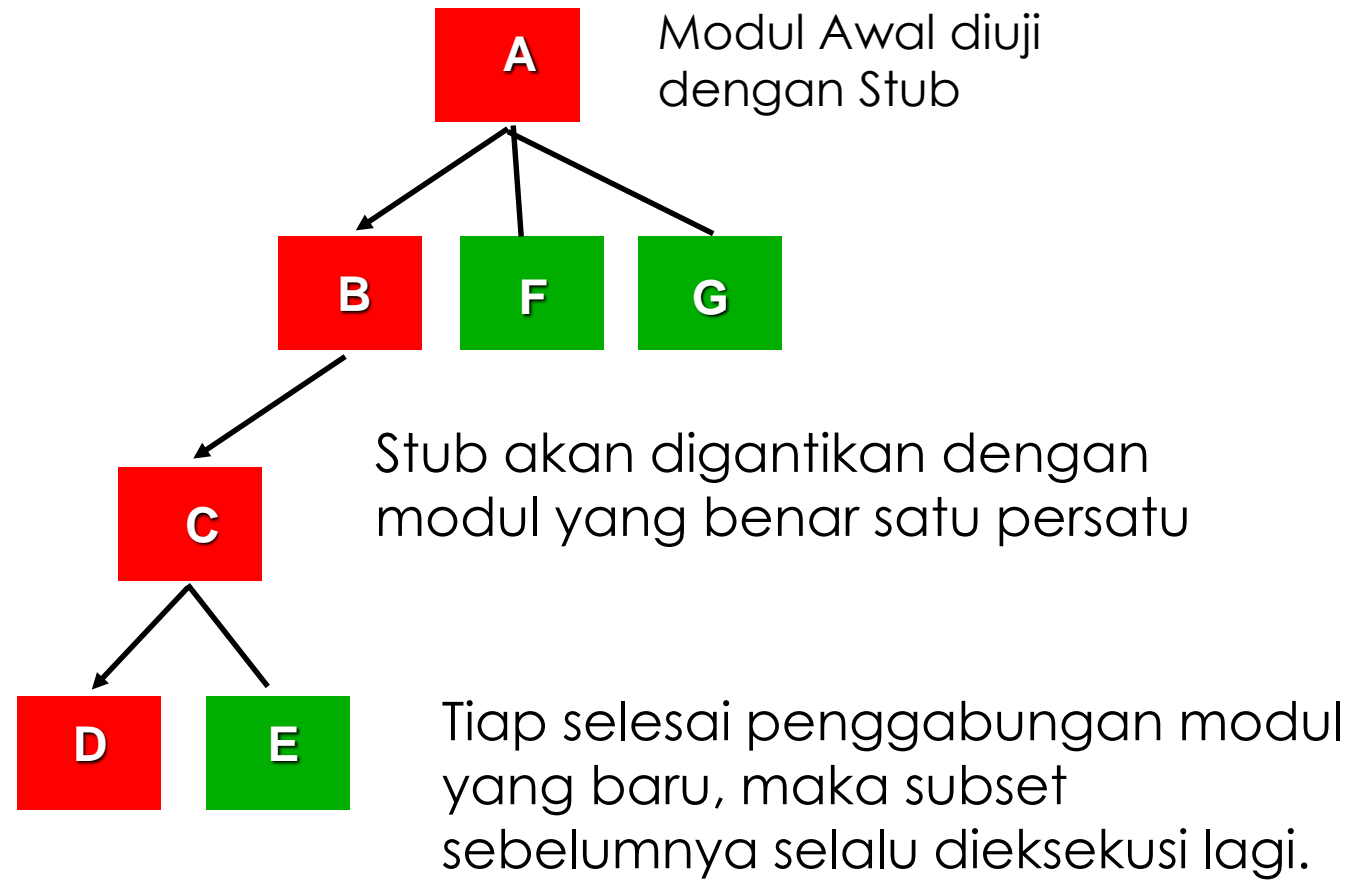 A
Modul Awal diuji
dengan Stub
B
F
G
Stub akan digantikan dengan
modul yang benar satu persatu
C
D
E
Tiap selesai penggabungan modul
yang baru, maka subset
sebelumnya selalu dieksekusi lagi.